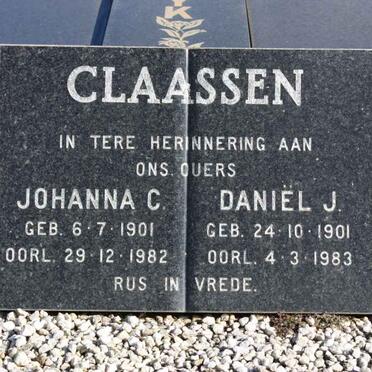 YK
CLAASSEN
IN TERE HERINNERING AAN
ONS OUERS
JOHANNA C. DANIËL J.
GEB. 6·7·1901 GEB. 24·10·1901
OORL. 29·12·1982 OORL. 4·3·1983
RUS IN VREDE.